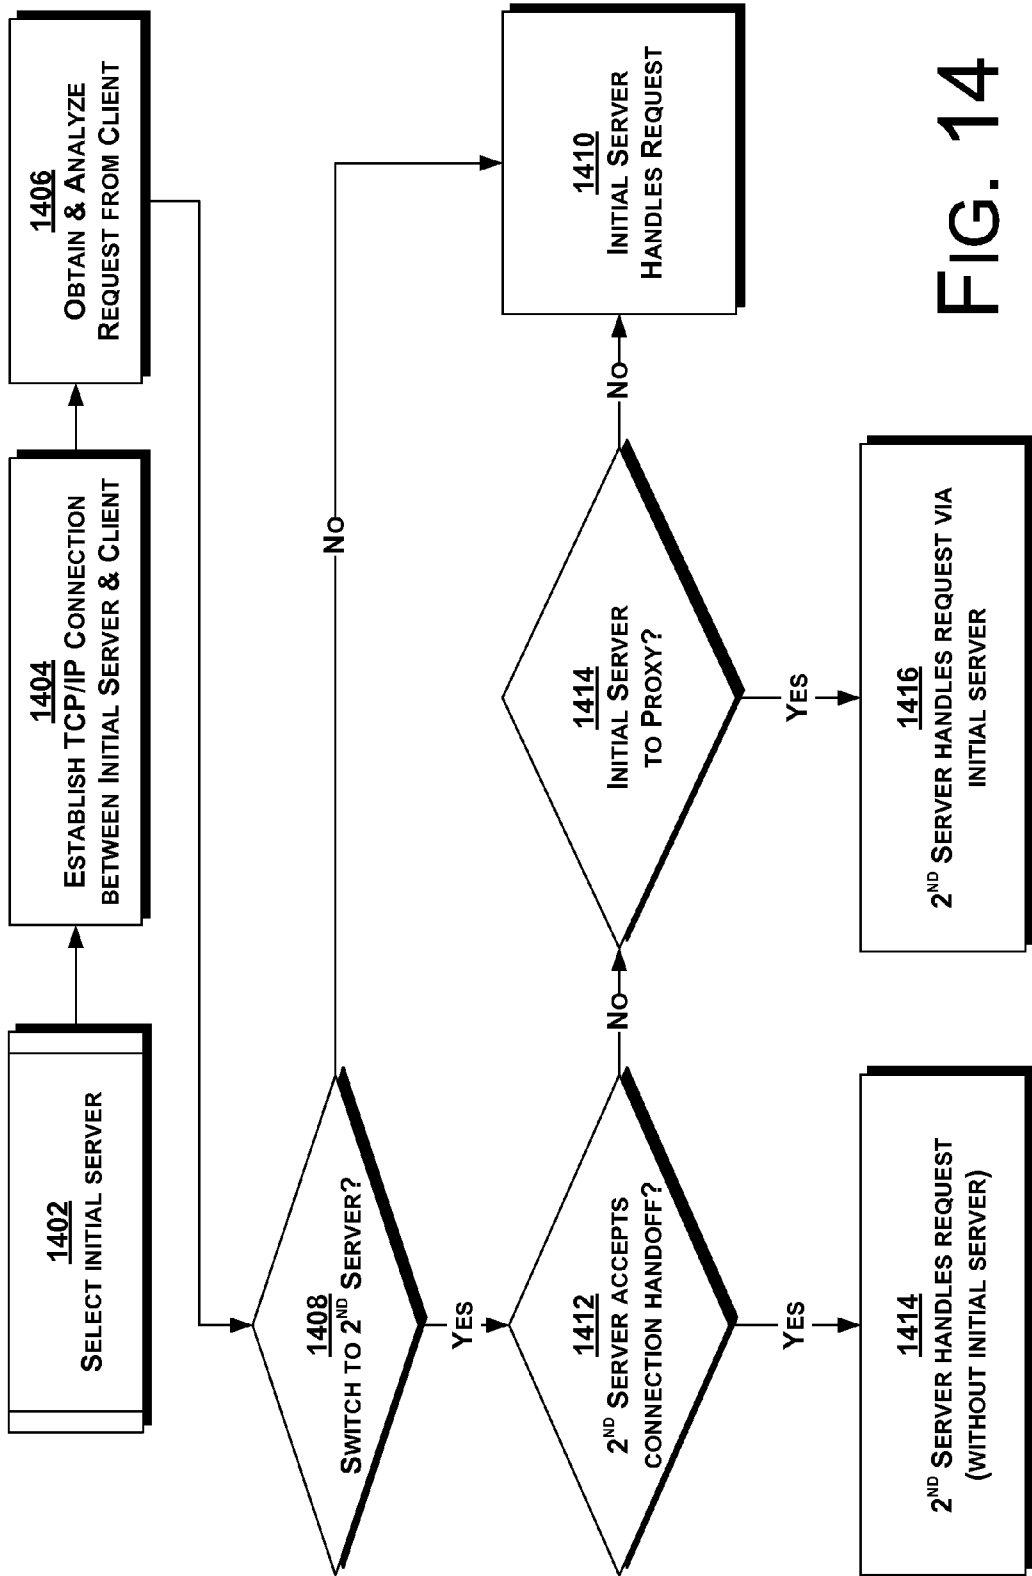 1402
SELECT INITIAL SERVER
1404
ESTABLISH TCP/IP CONNECTION
BETWEEN INITIAL SERVER & CLIENT
1406
OBTAIN & ANALYZE
REQUEST FROM CLIENT
1408
SWITCH TO 2ND SERVER?
NO
YES
1412
2ND SERVER ACCEPTS
CONNECTION HANDOFF?
NO
1414
INITIAL SERVER
TO PROXY?
NO
1410
INITIAL SERVER
HANDLES REQUEST
YES
YES
1414
2ND SERVER HANDLES REQUEST
(WITHOUT INITIAL SERVER)
1416
2ND SERVER HANDLES REQUEST VIA
INITIAL SERVER
FIG. 14